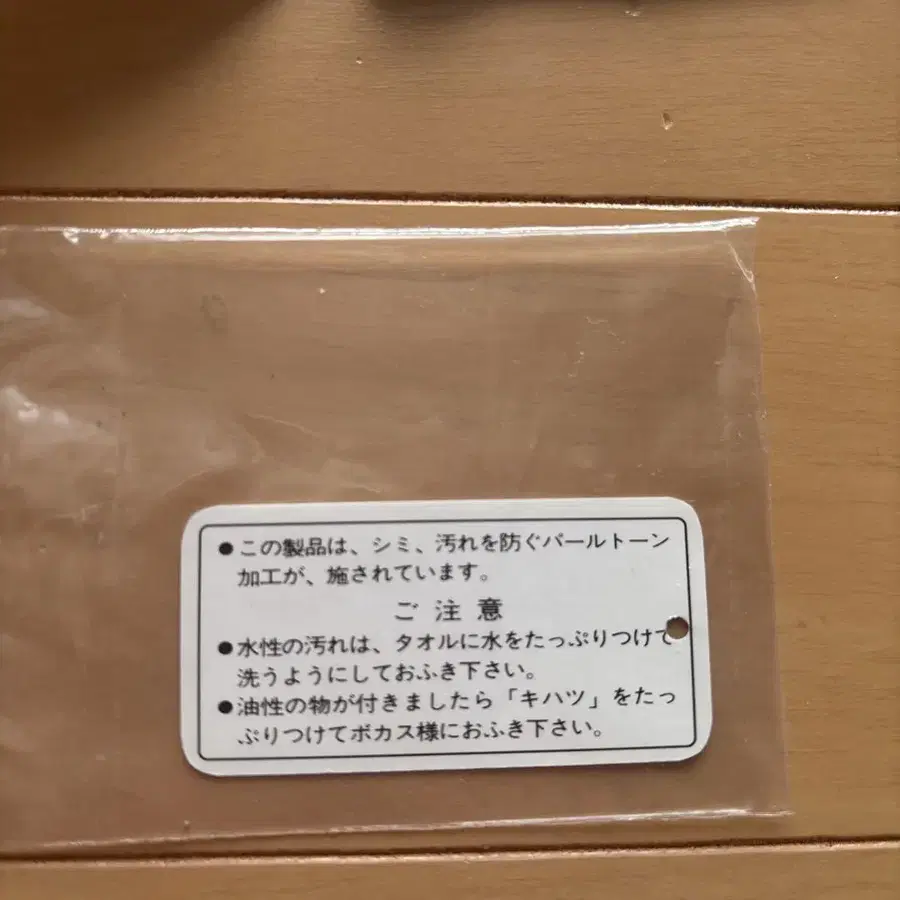 ●この製品は、シミ、汚れを防ぐパールトーン
加工が、施されています。
ご注意
●水性の汚れは、タオルに水をたっぷりつけて
洗うようにしておふき下さい。
●油性の物が付きましたら「キハツ」をたっ
ぷりつけてボカス様におふき下さい。